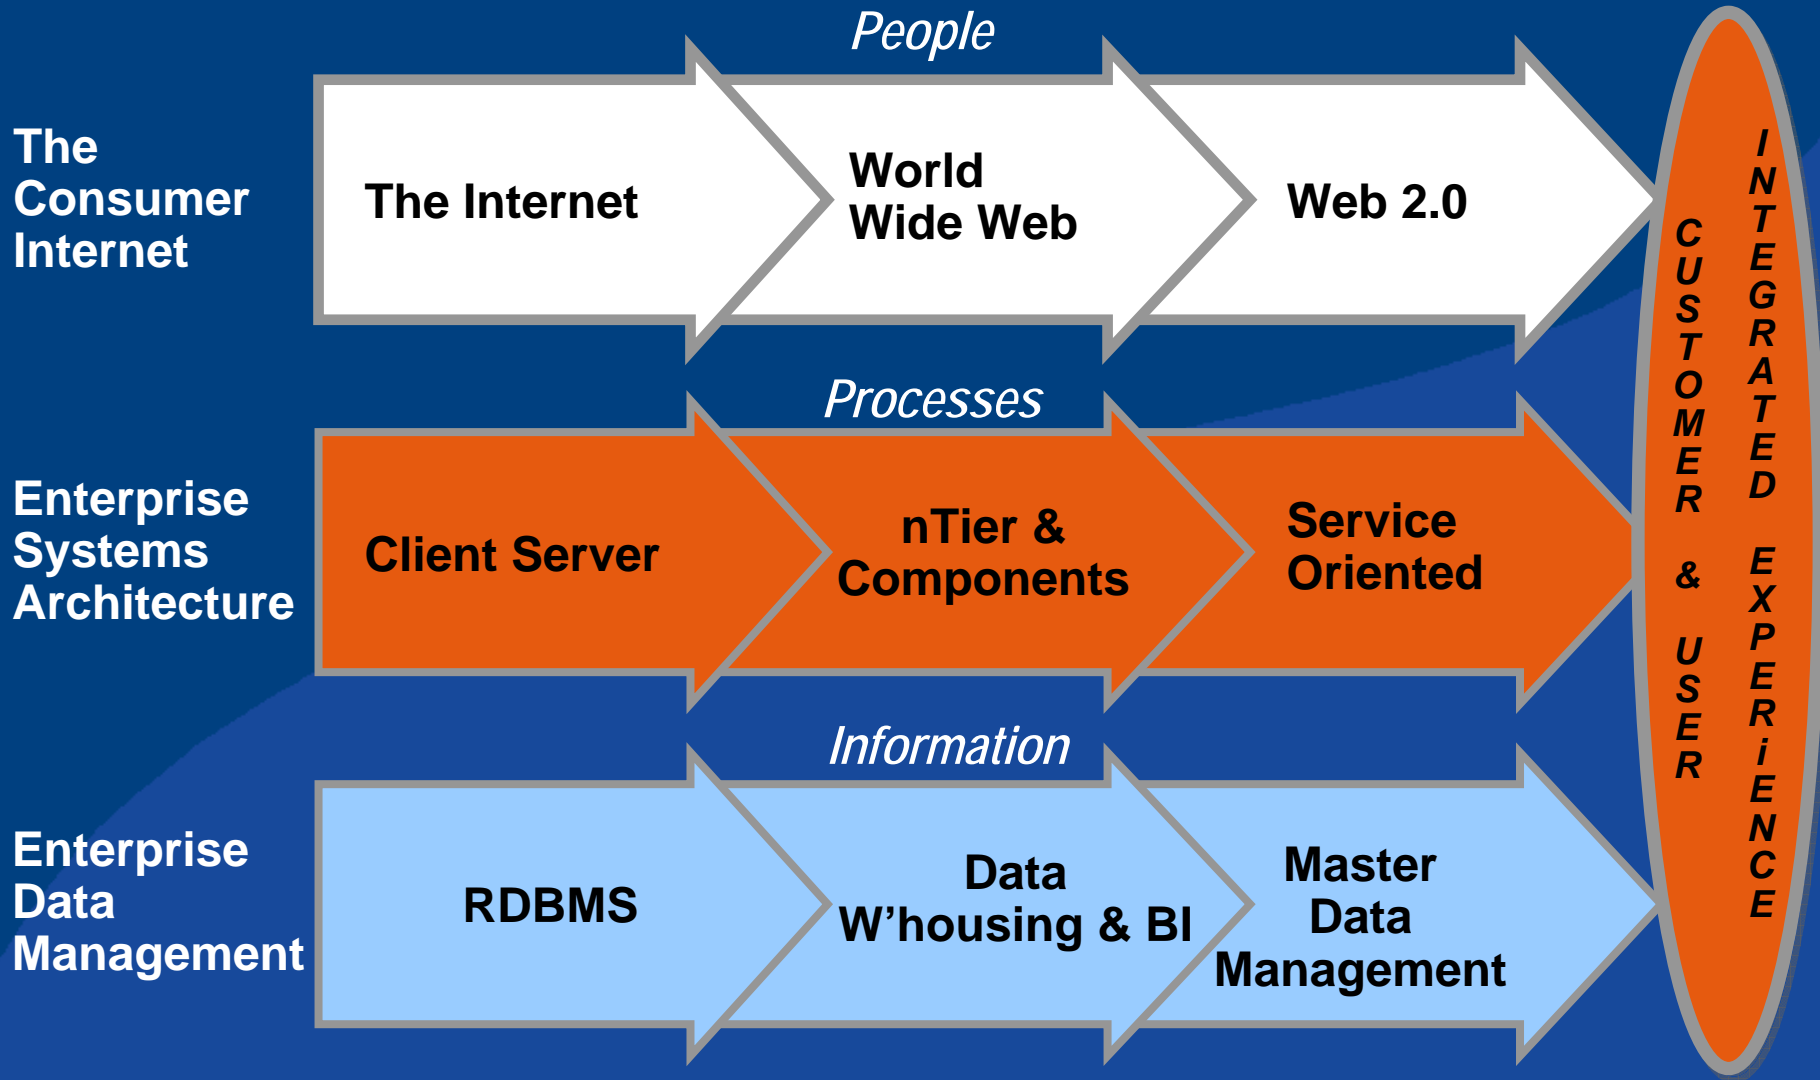 People
The
Consumer
Internet
The Internet
World
Wide Web
Web 2.0
Processes
Enterprise
Systems
Architecture
Client Server
nTier &
Components
Service
Oriented
Information
Enterprise
Data
Management
RDBMS
Data
W’housing & BI
Master
Data
Management
CUSTOMER & USER
INTEGRATED EXPERiENCE